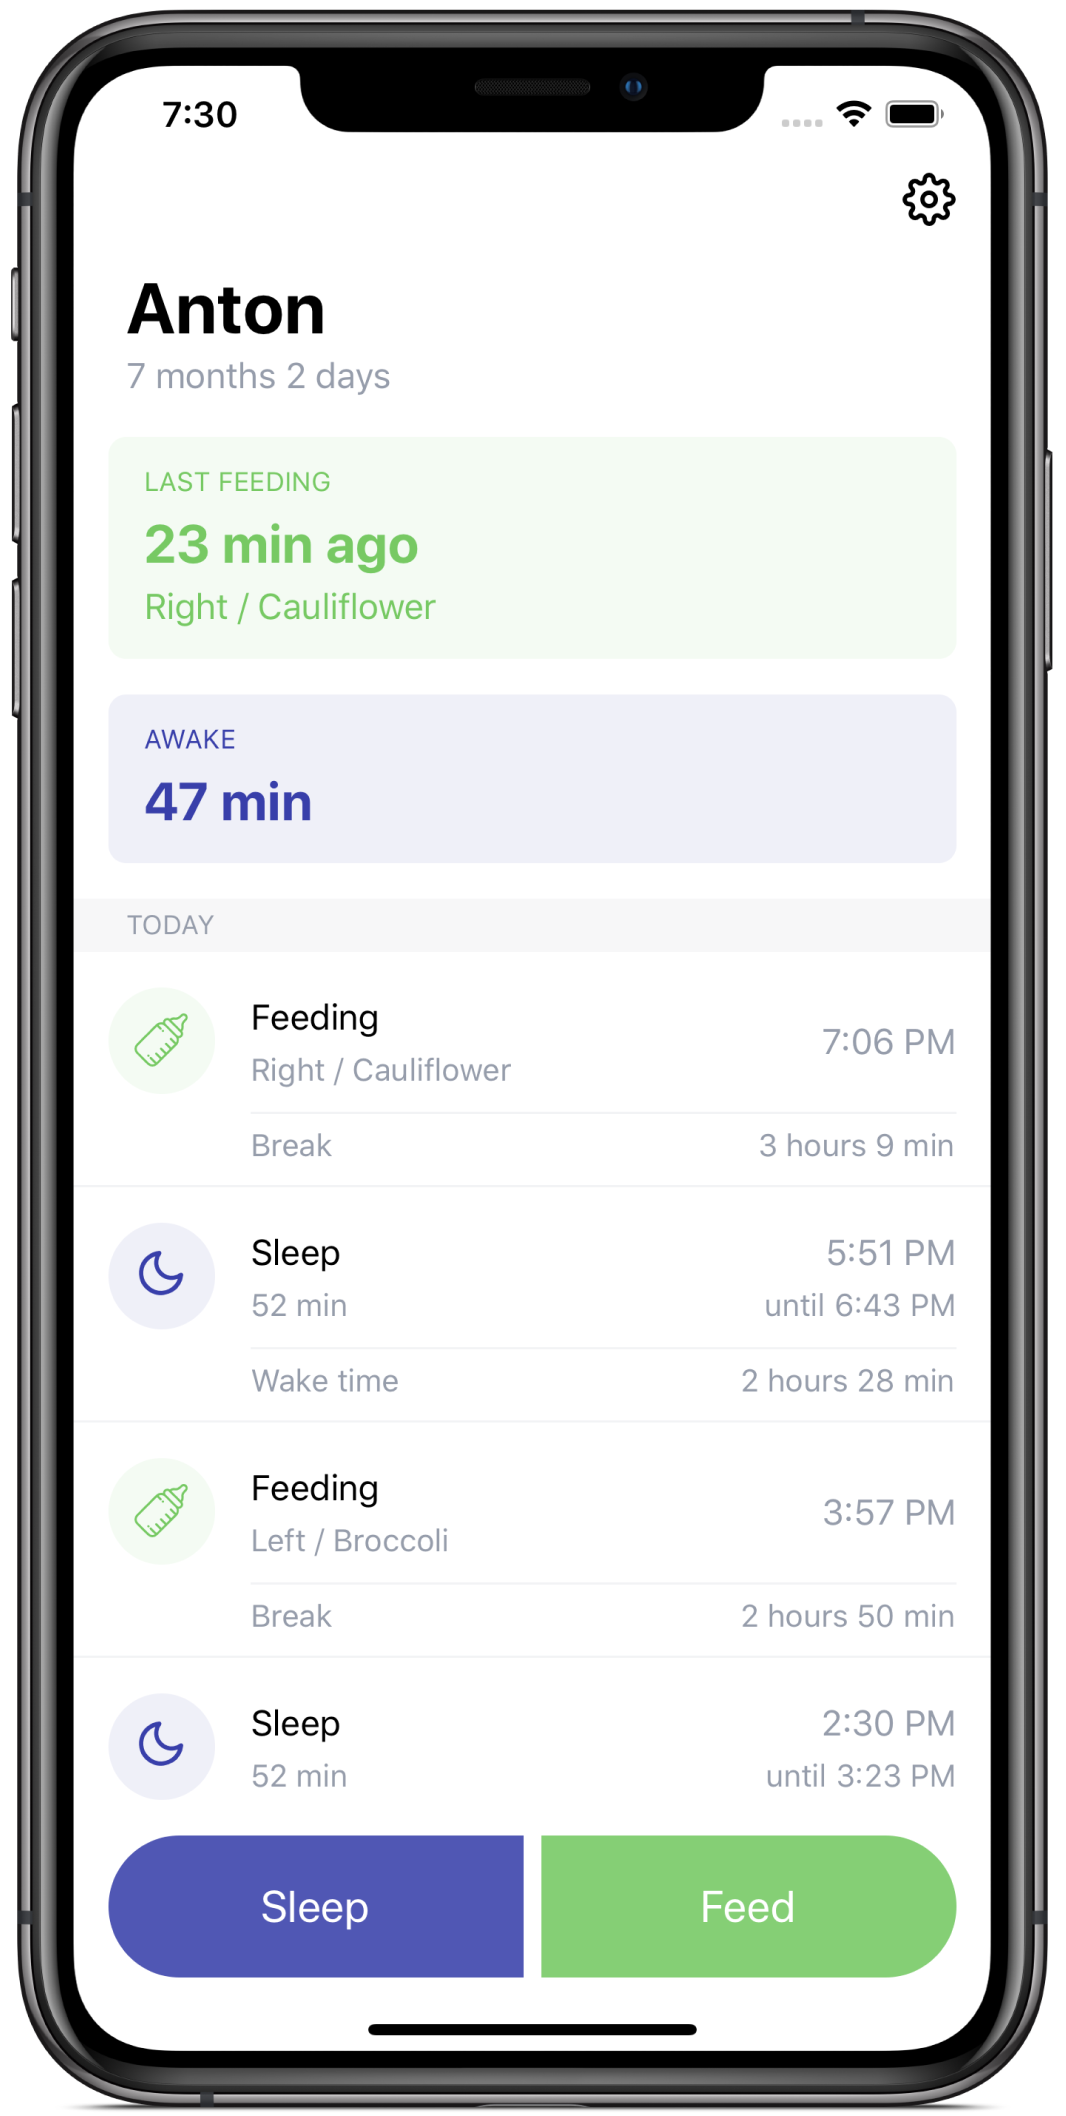 7:30
Anton
7 months 2 days
LAST FEEDING
23 min ago
Right / Cauliflower
AWAKE
47 min
TODAY
Feeding
7:06 PM
Right / Cauliflower
Break
3 hours 9 min
Sleep
5:51 PM
52 min
until 6:43 PM
Wake time
2 hours 28 min
Feeding
3:57 PM
Left / Broccoli
Break
2 hours 50 min
Sleep
2:30 PM
52 min
until 3:23 PM
Sleep
Feed